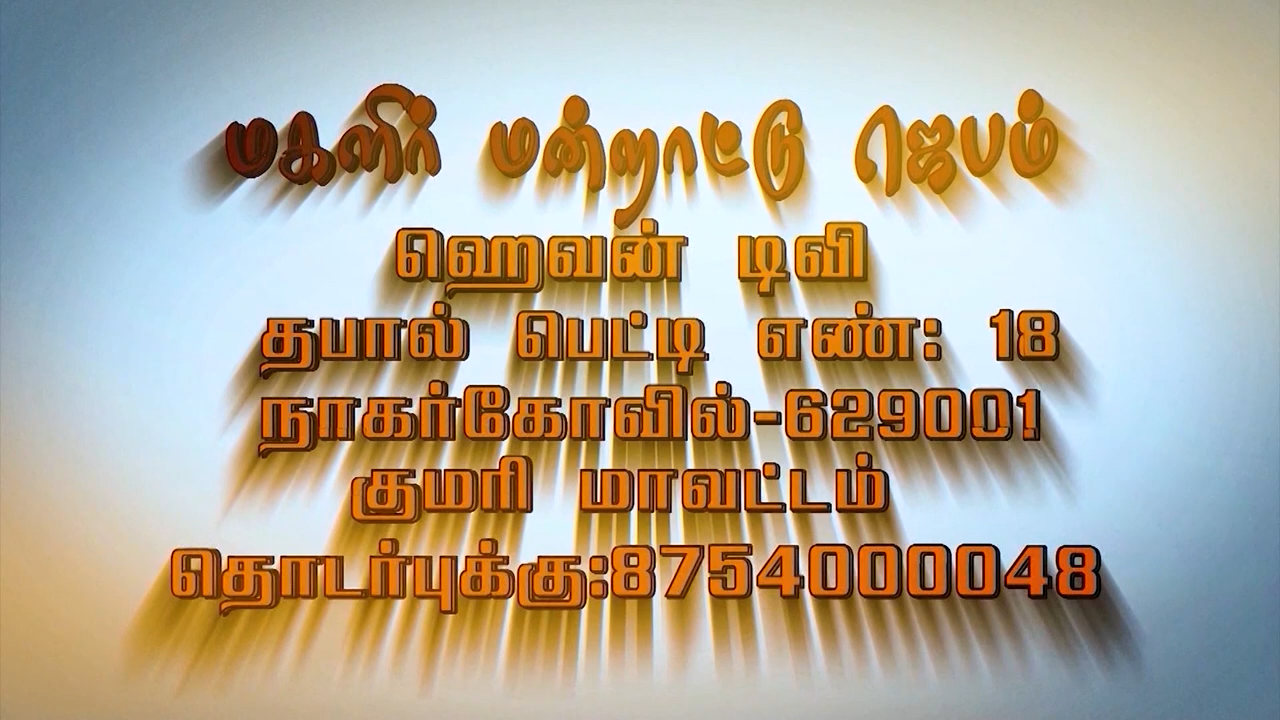 மகளிர் மன்றாட்டு ஜெபம்
ஹெவன் டிவி
தபால் பெட்டி எண்: 18
நாகர்கோவில்-629001
குமரி மாவட்டம்
தொடர்புக்கு:8754000048